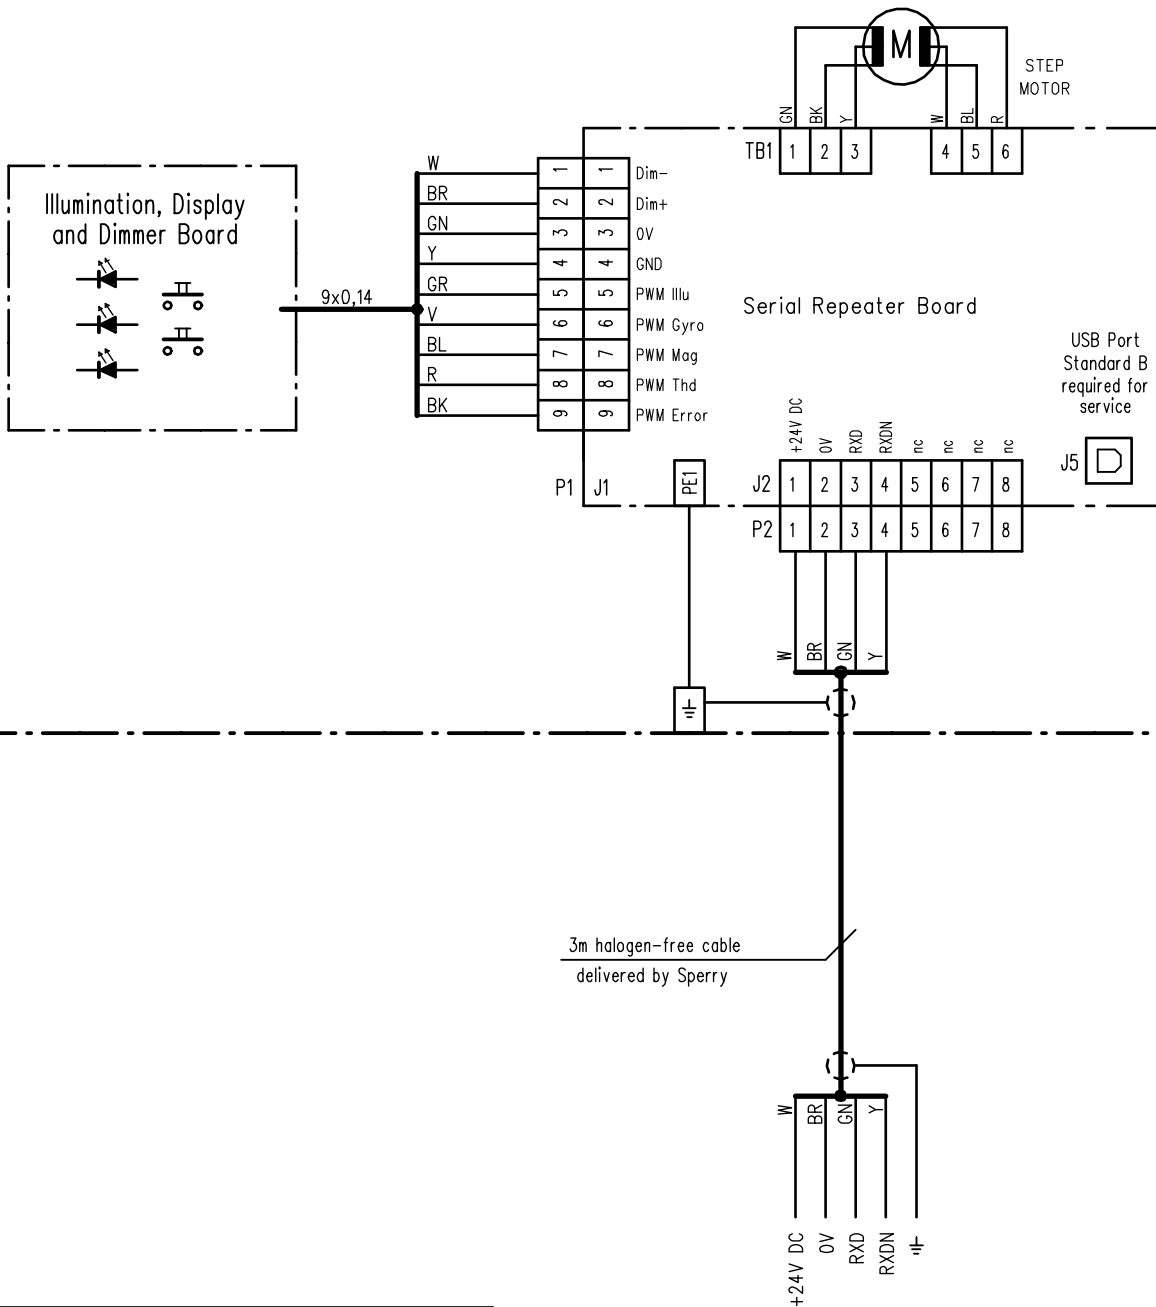 M
STEP
MOTOR
GN
BK
Y
W
BL
R
TB1 1 2 3 4 5 6
Illumination, Display
and Dimmer Board
9x0,14
W 1 1 Dim-
BR 2 2 Dim+
GN 3 3 0V
Y 4 4 GND
GR 5 5 PWM Illu
V 6 6 PWM Gyro
BL 7 7 PWM Mag
R 8 8 PWM Thd
BK 9 9 PWM Error
P1 J1
PE1
Serial Repeater Board
USB Port
Standard B
required for
service
J5
+24V DC
0V
RXD
RXDN
nc
nc
nc
nc
J2 1 2 3 4 5 6 7 8
P2 1 2 3 4 5 6 7 8
W
BR
GN
Y
3m halogen-free cable
delivered by Sperry
W
BR
GN
Y
+24V DC
0V
RXD
RXDN